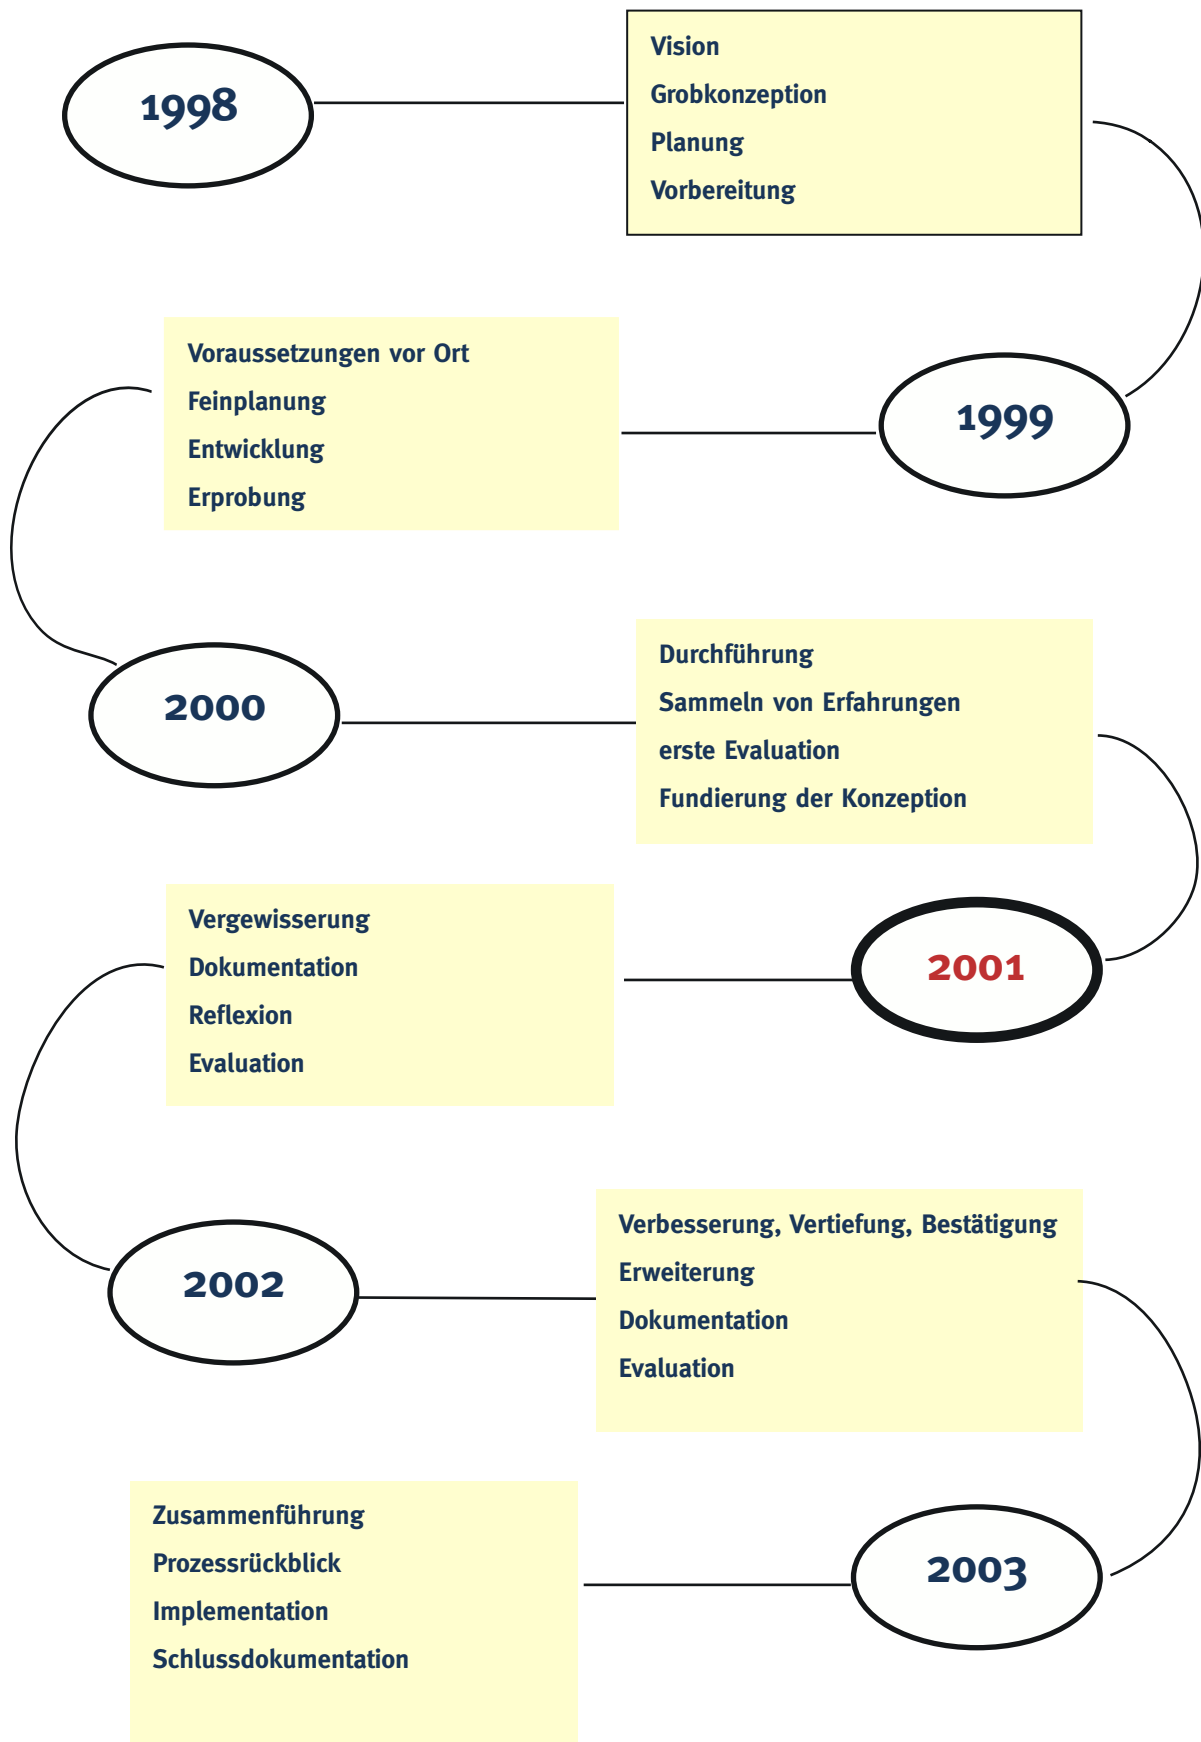 1998
Vision
Grobkonzeption
Planung
Vorbereitung
1999
Voraussetzungen vor Ort
Feinplanung
Entwicklung
Erprobung
2000
Durchführung
Sammeln von Erfahrungen
erste Evaluation
Fundierung der Konzeption
2001
Vergewisserung
Dokumentation
Reflexion
Evaluation
2002
Verbesserung, Vertiefung, Bestätigung
Erweiterung
Dokumentation
Evaluation
2003
Zusammenführung
Prozessrückblick
Implementation
Schlussdokumentation